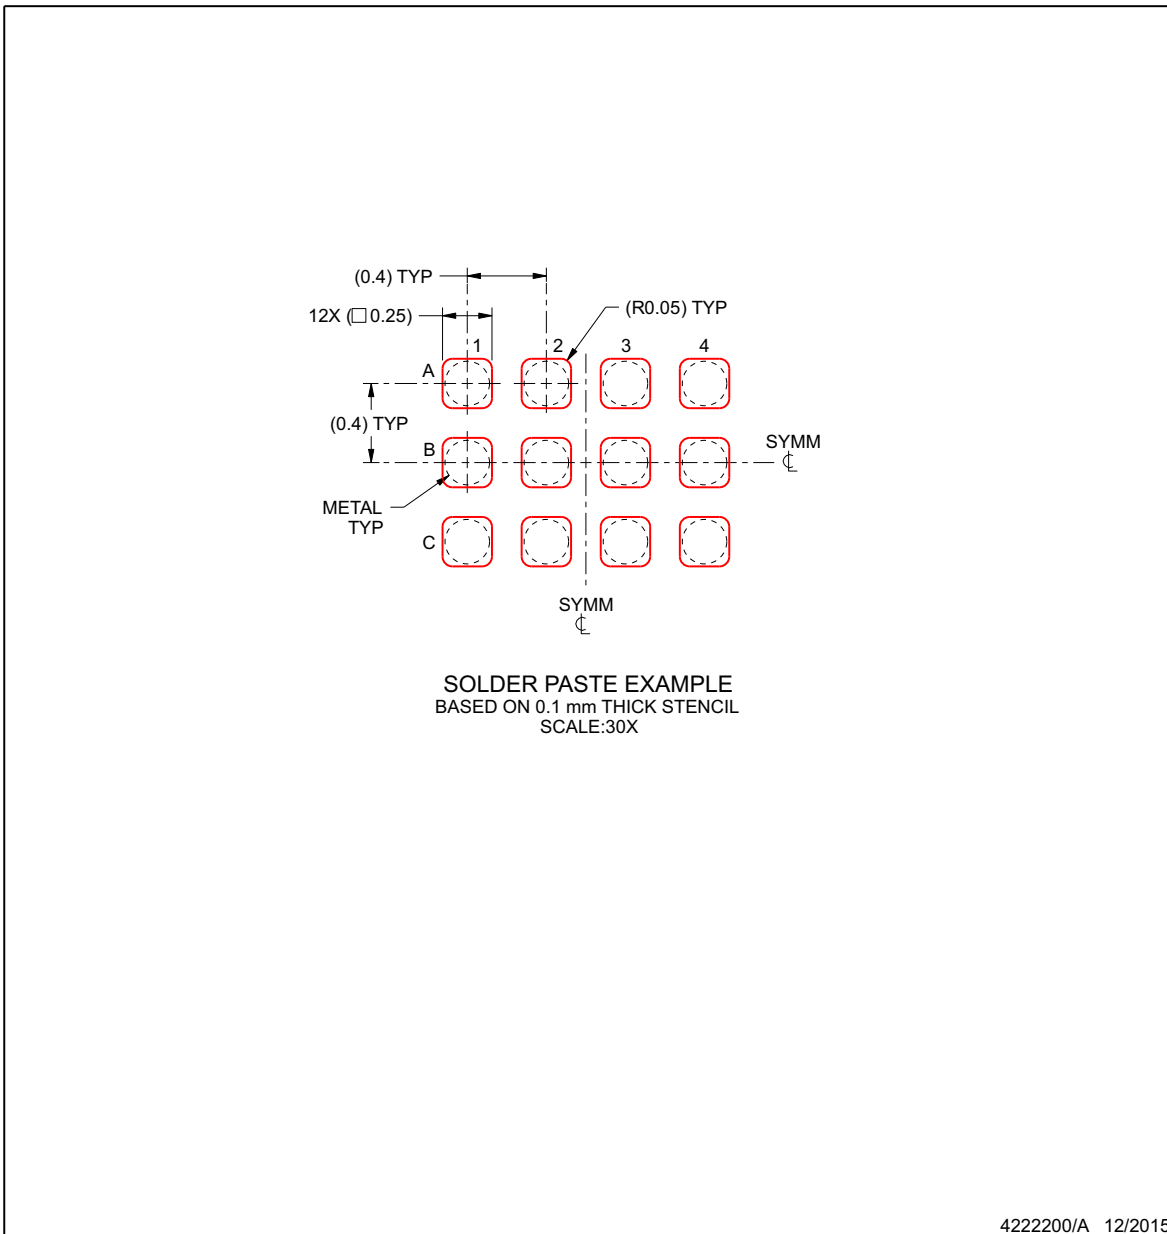 (0.4) TYP
12X (□ 0.25)
(R0.05) TYP
1 2 3 4
A
(0.4) TYP
B
SYMM
℄
METAL
TYP
C
SYMM
℄
SOLDER PASTE EXAMPLE
BASED ON 0.1 mm THICK STENCIL
SCALE:30X
4222200/A 12/2015